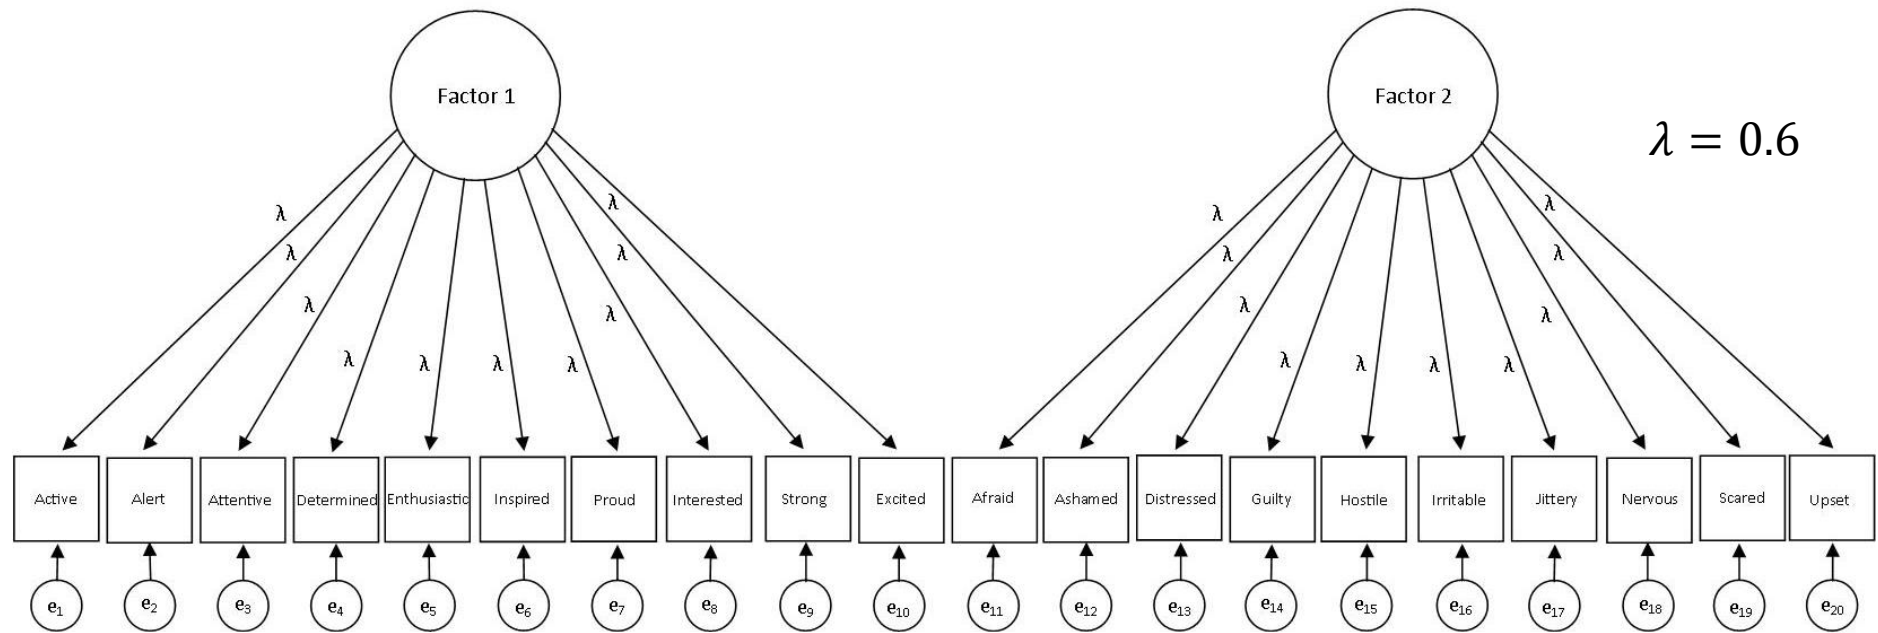 Factor 1
Factor 2
λ = 0.6
λ λ
λ λ
λ λ
λ λ
λ λ
λ λ
λ λ λ λ
λ λ λ λ
Active Alert Attentive Determined Enthusiastic Inspired Proud Interested Strong Excited Afraid Ashamed Distressed Guilty Hostile Irritable Jittery Nervous Scared Upset
e1 e2 e3 e4 e5 e6 e7 e8 e9 e10 e11 e12 e13 e14 e15 e16 e17 e18 e19 e20